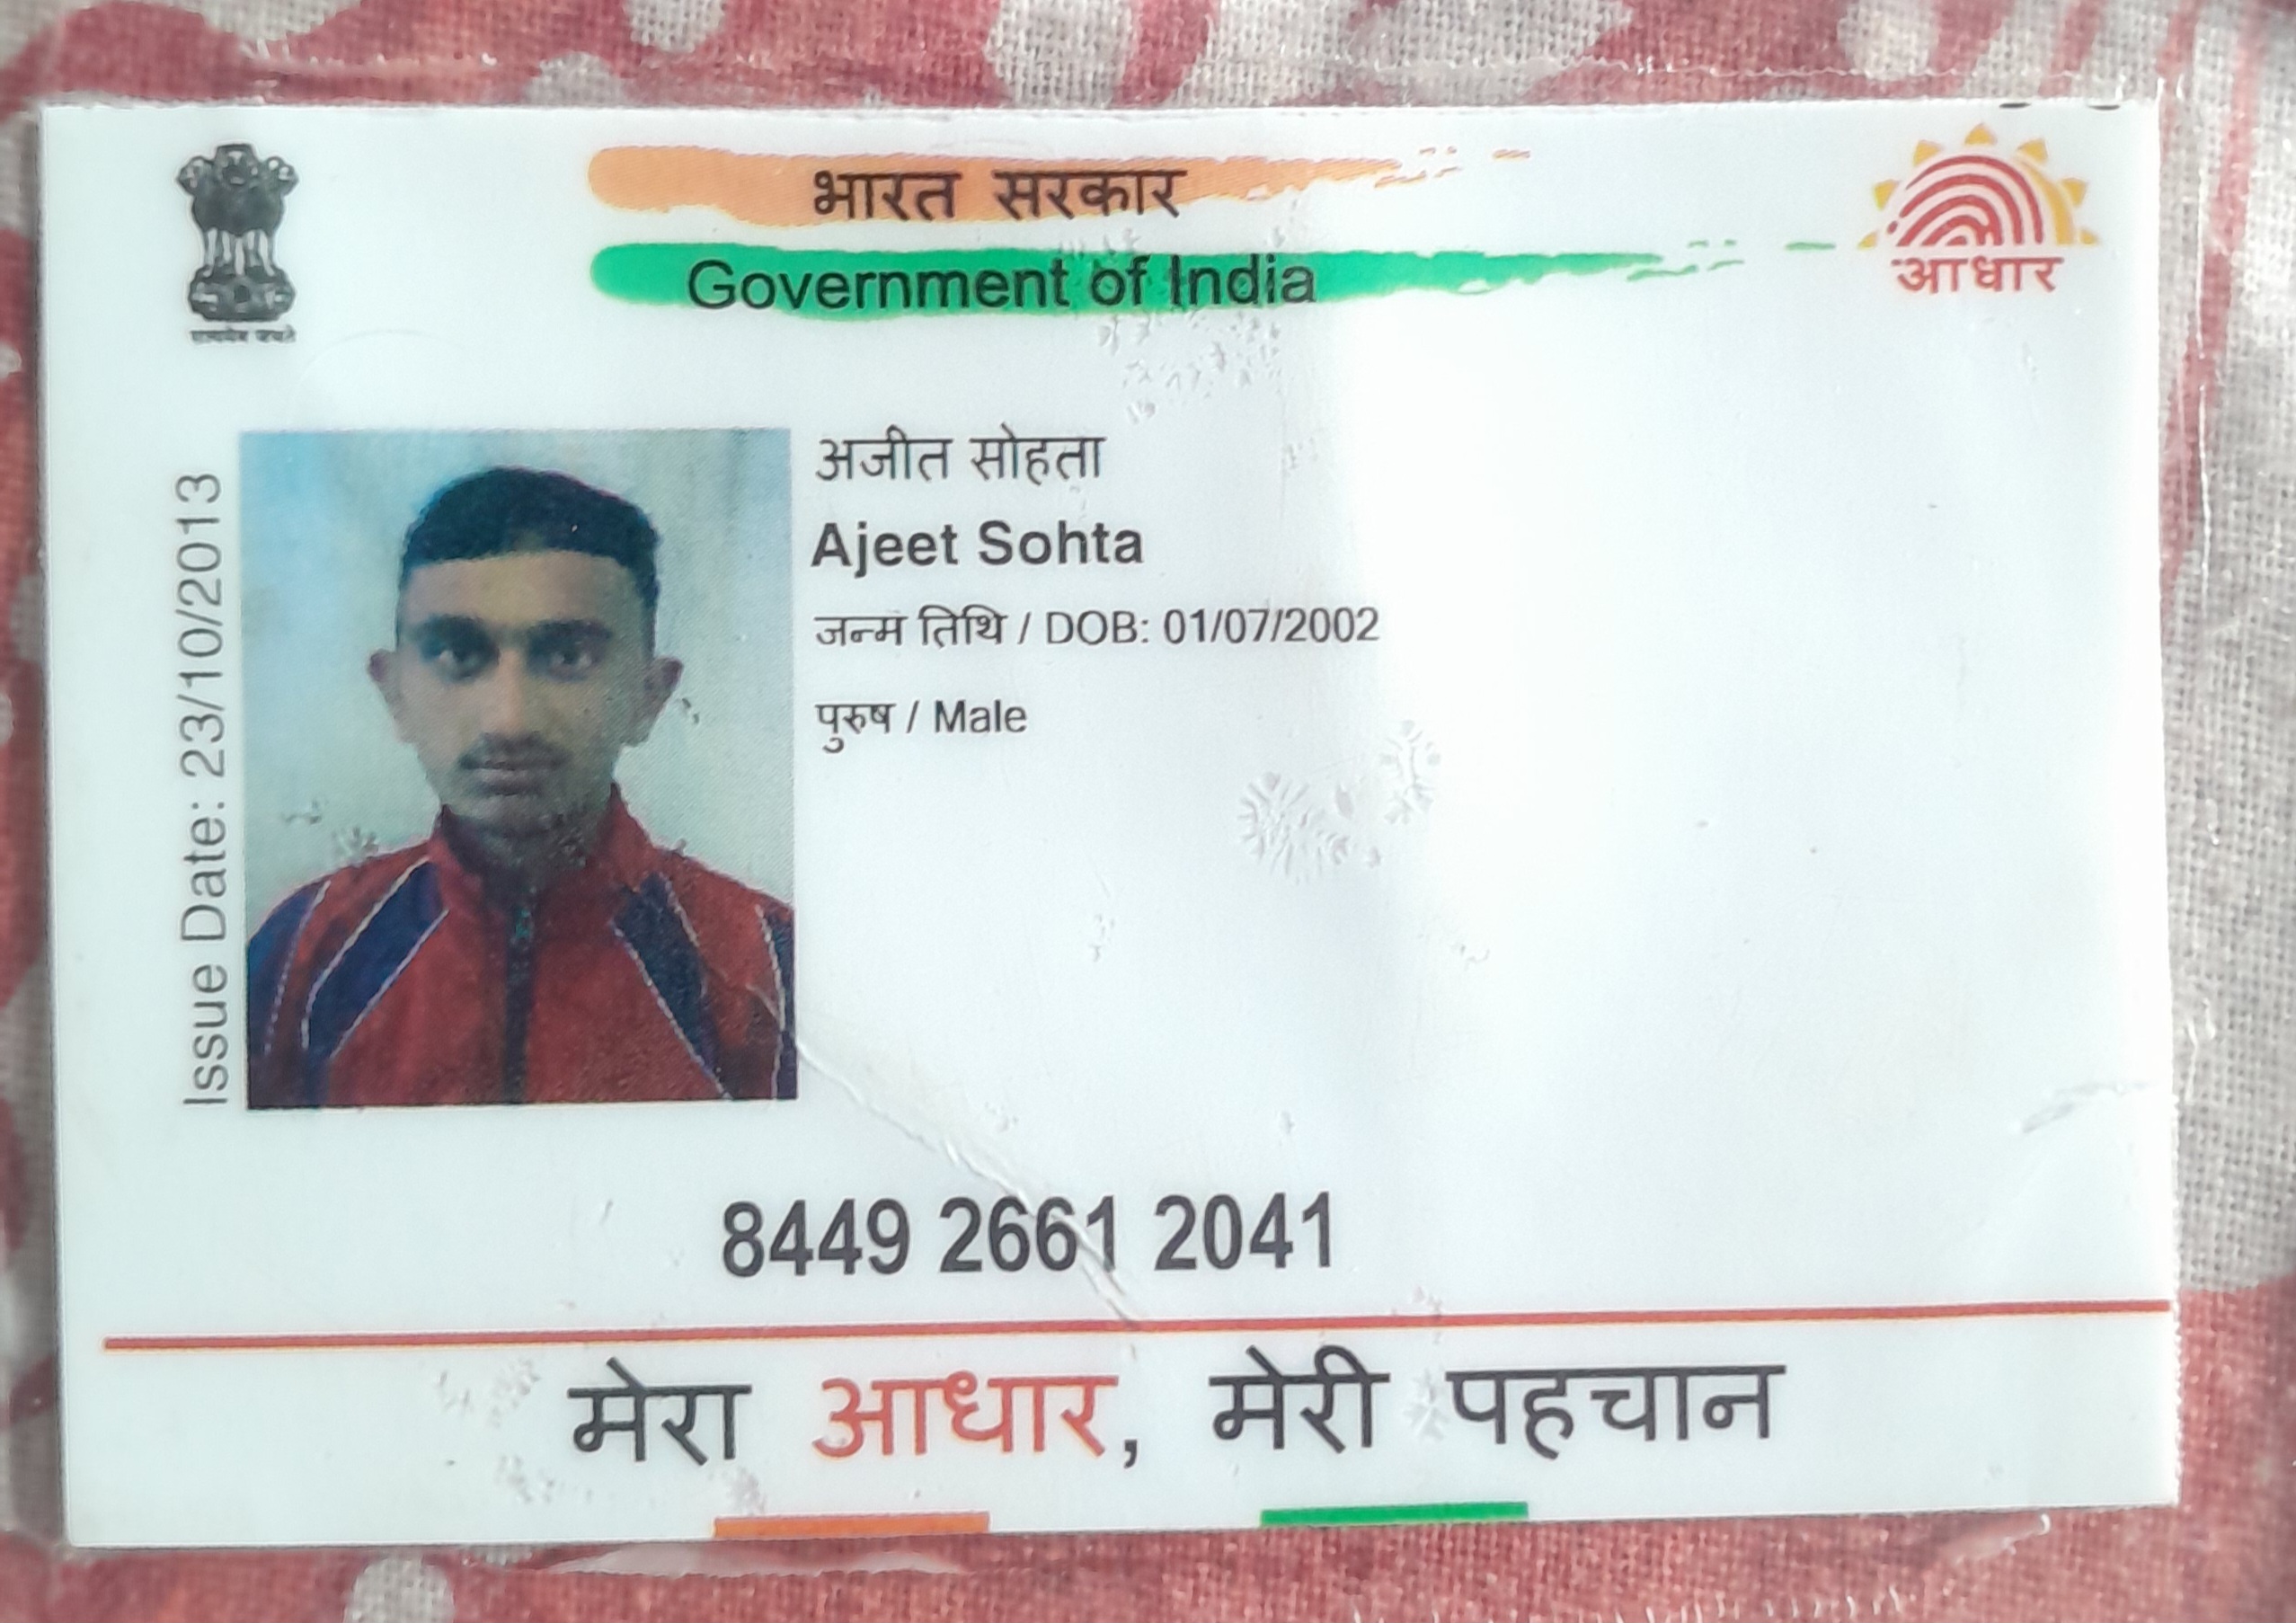 भारत सरकार
Government of India
आधार
सत्यमेव जयते
Issue Date: 23/10/2013
अजीत सोहता
Ajeet Sohta
जन्म तिथि / DOB: 01/07/2002
पुरुष / Male
8449 2661 2041
मेरा आधार, मेरी पहचान